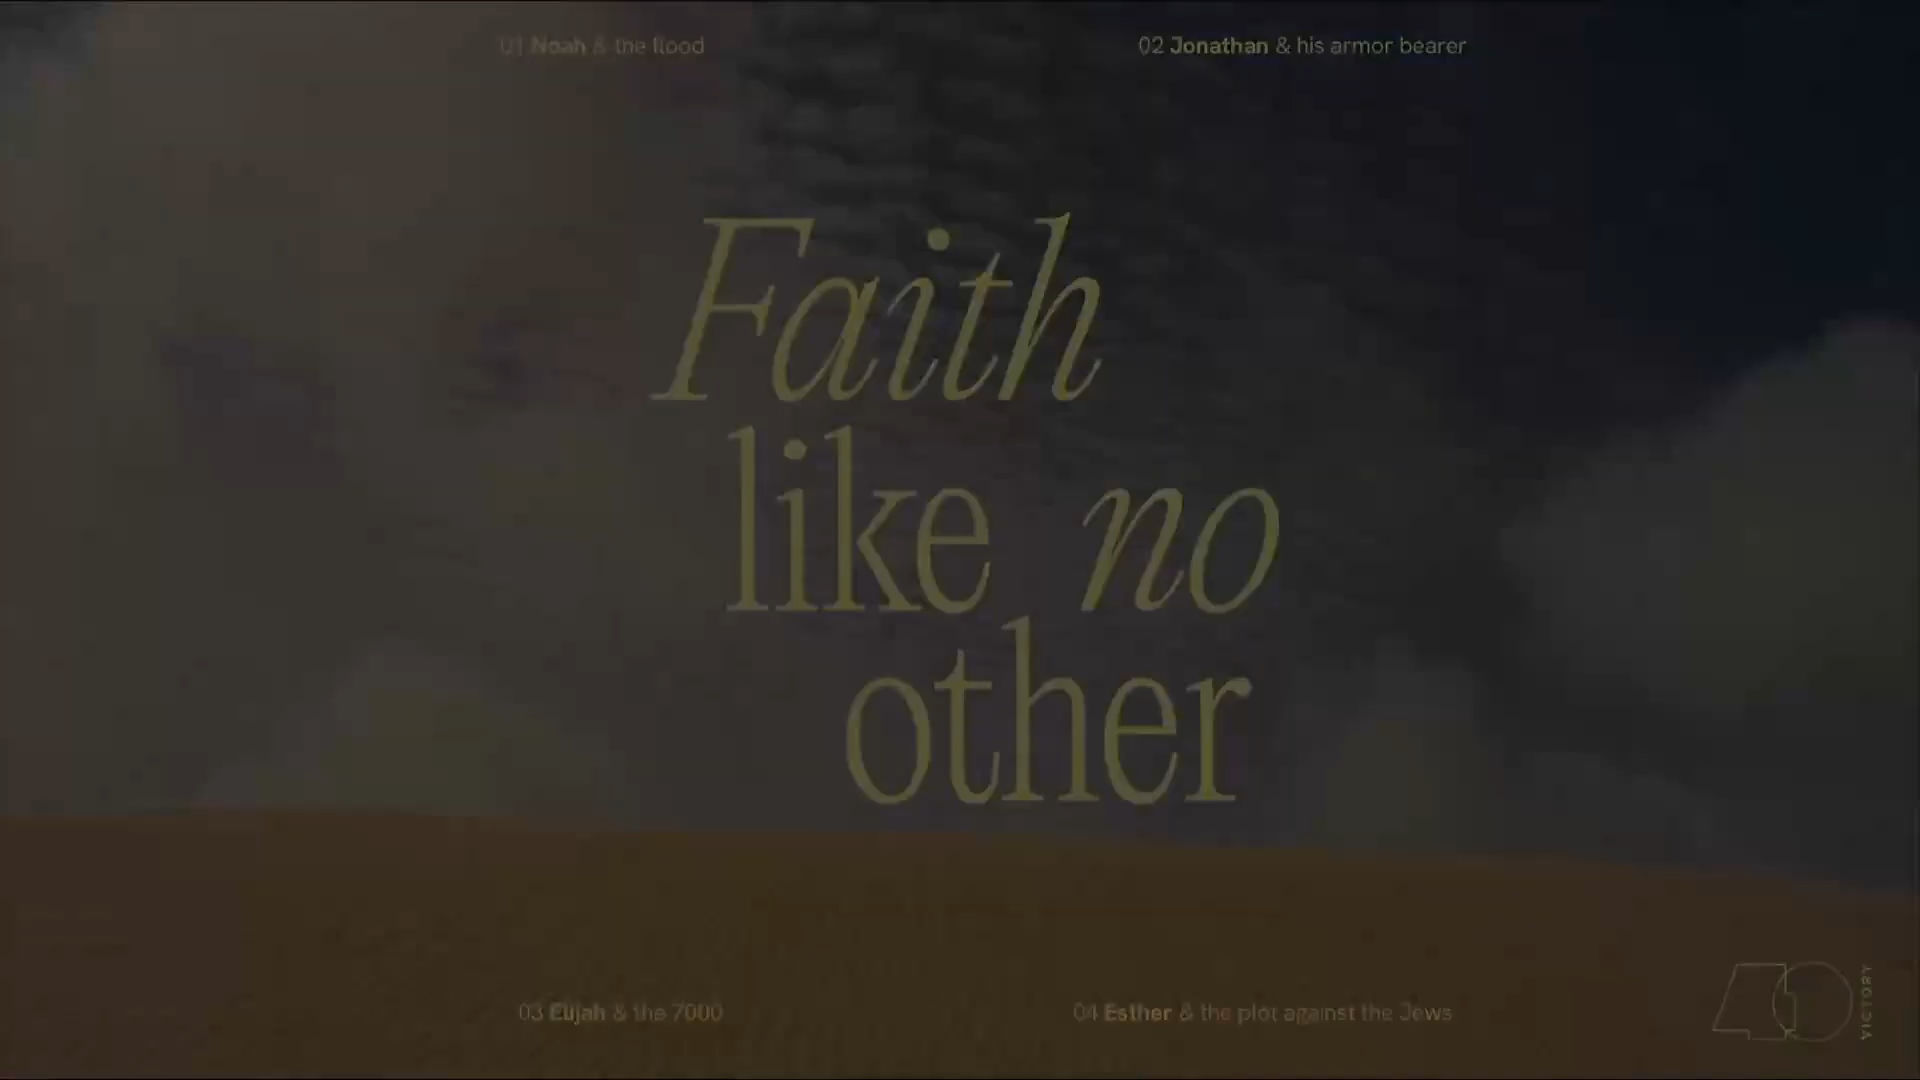 01 Noah & the flood
02 Jonathan & his armor bearer
Faith
like no
other
03 Elijah & the 7000
04 Esther & the plot against the Jews
40
VICTORY